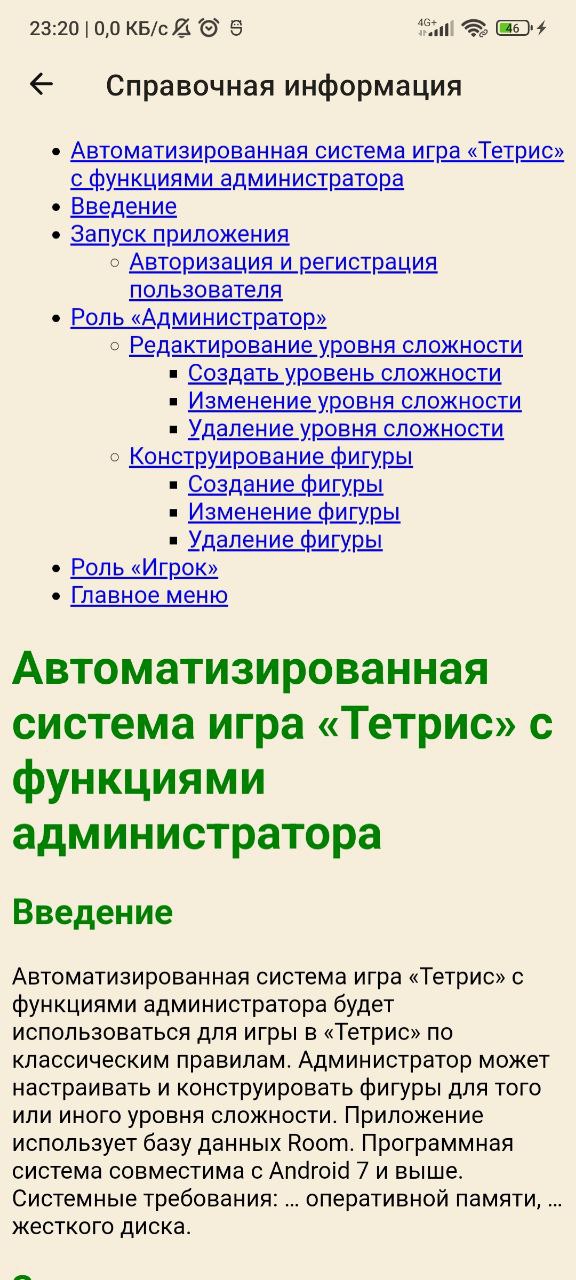 23:20 | 0,0 КБ/с 4G+ 46
Справочная информация
Автоматизированная система игра «Тетрис»
с функциями администратора
Введение
Запуск приложения
Авторизация и регистрация
пользователя
Роль «Администратор»
Редактирование уровня сложности
Создать уровень сложности
Изменение уровня сложности
Удаление уровня сложности
Конструирование фигуры
Создание фигуры
Изменение фигуры
Удаление фигуры
Роль «Игрок»
Главное меню
Автоматизированная
система игра «Тетрис» с
функциями
администратора
Введение
Автоматизированная система игра «Тетрис» с
функциями администратора будет
использоваться для игры в «Тетрис» по
классическим правилам. Администратор может
настраивать и конструировать фигуры для того
или иного уровня сложности. Приложение
использует базу данных Room. Программная
система совместима с Android 7 и выше.
Системные требования: … оперативной памяти, …
жесткого диска.